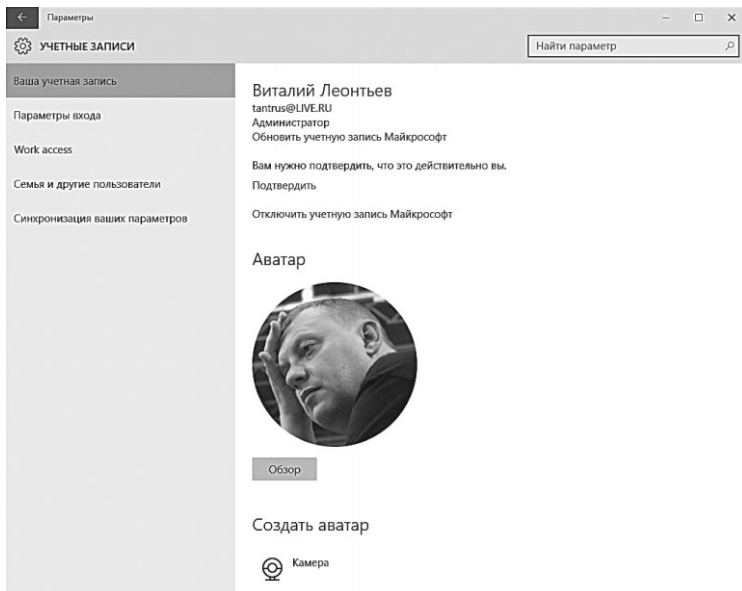 Параметры
УЧЕТНЫЕ ЗАПИСИ
Найти параметр
Ваша учетная запись
Параметры входа
Work access
Семья и другие пользователи
Синхронизация ваших параметров
Виталий Леонтьев
tantrus@LIVE.RU
Администратор
Обновить учетную запись Майкрософт
Вам нужно подтвердить, что это действительно вы.
Подтвердить
Отключить учетную запись Майкрософт
Аватар
Обзор
Создать аватар
Камера